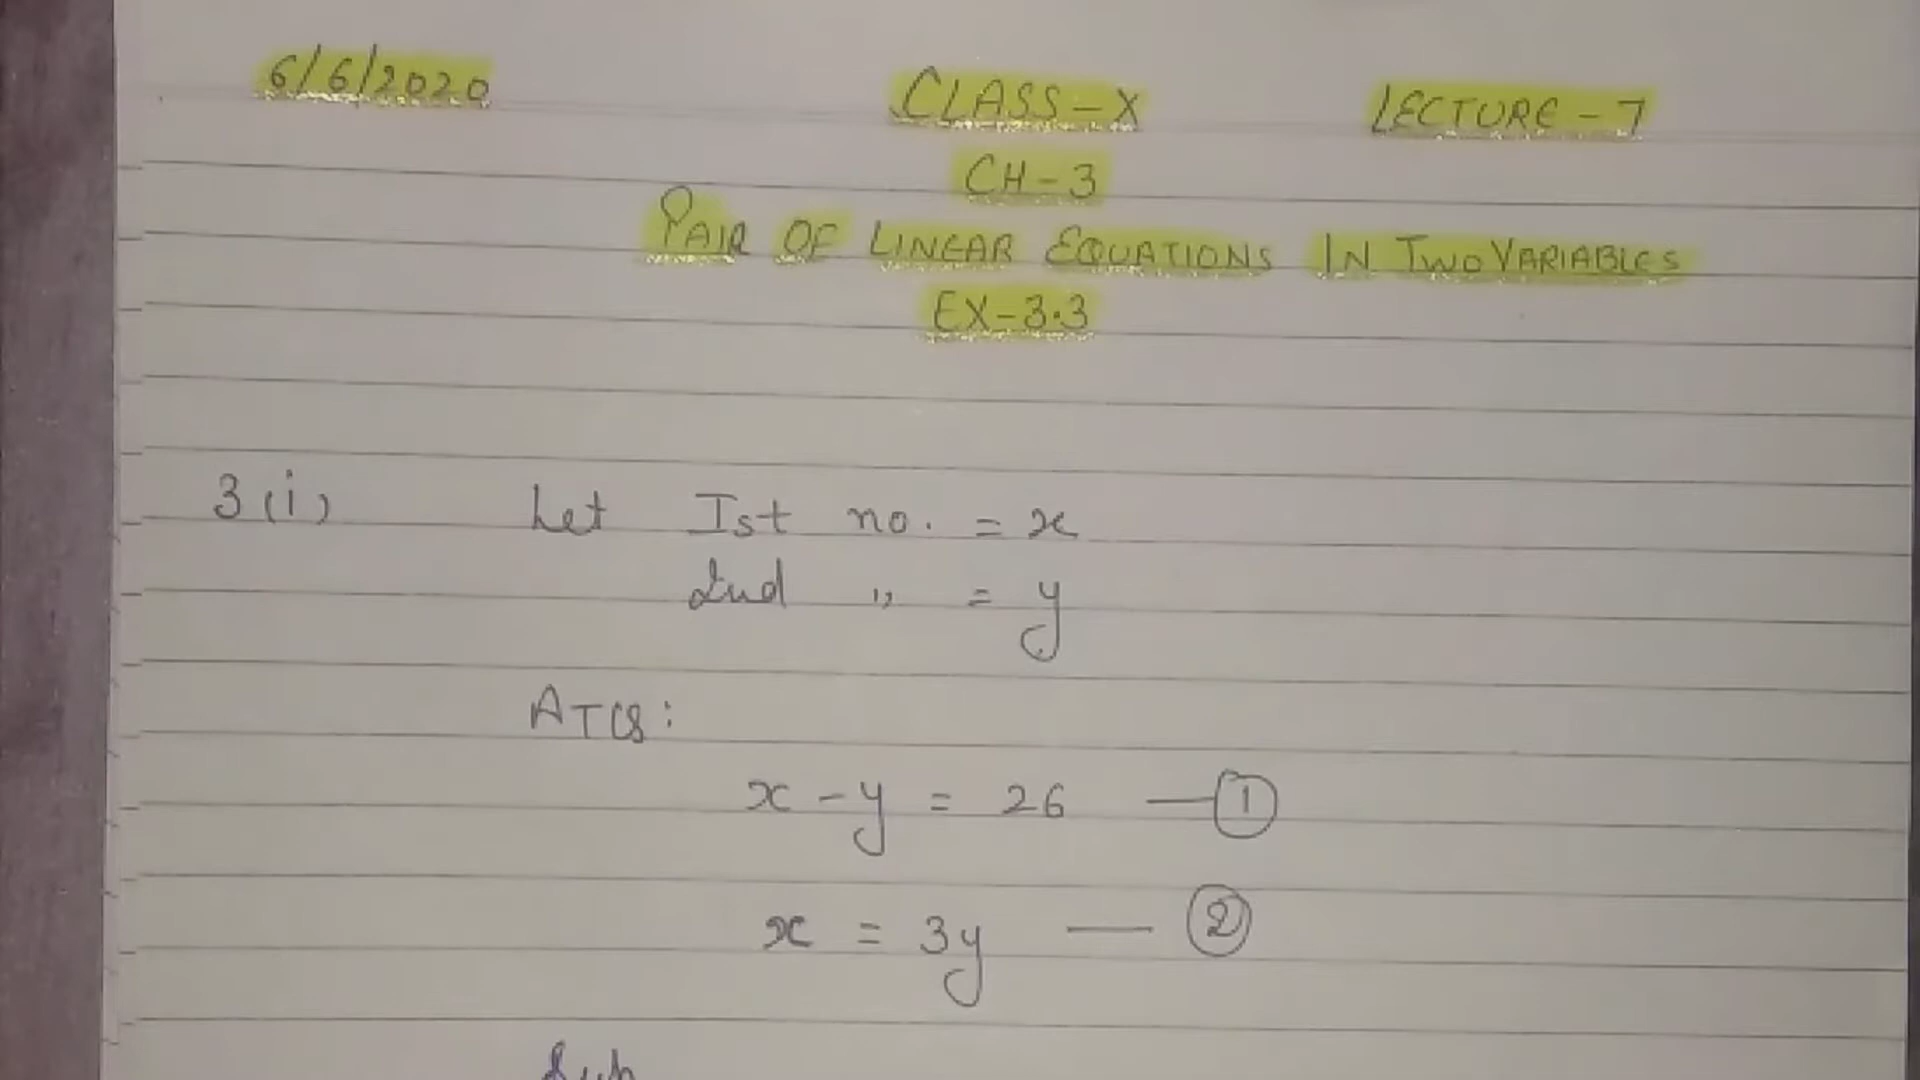 6/6/2020 CLASS-X LECTURE-7
CH-3
PAIR OF LINEAR EQUATIONS IN TWO VARIABLES
EX-3.3
3(i) Let Ist no. = x
IInd ,, = y
ATQ:
x - y = 26 — ①
x = 3y — ②